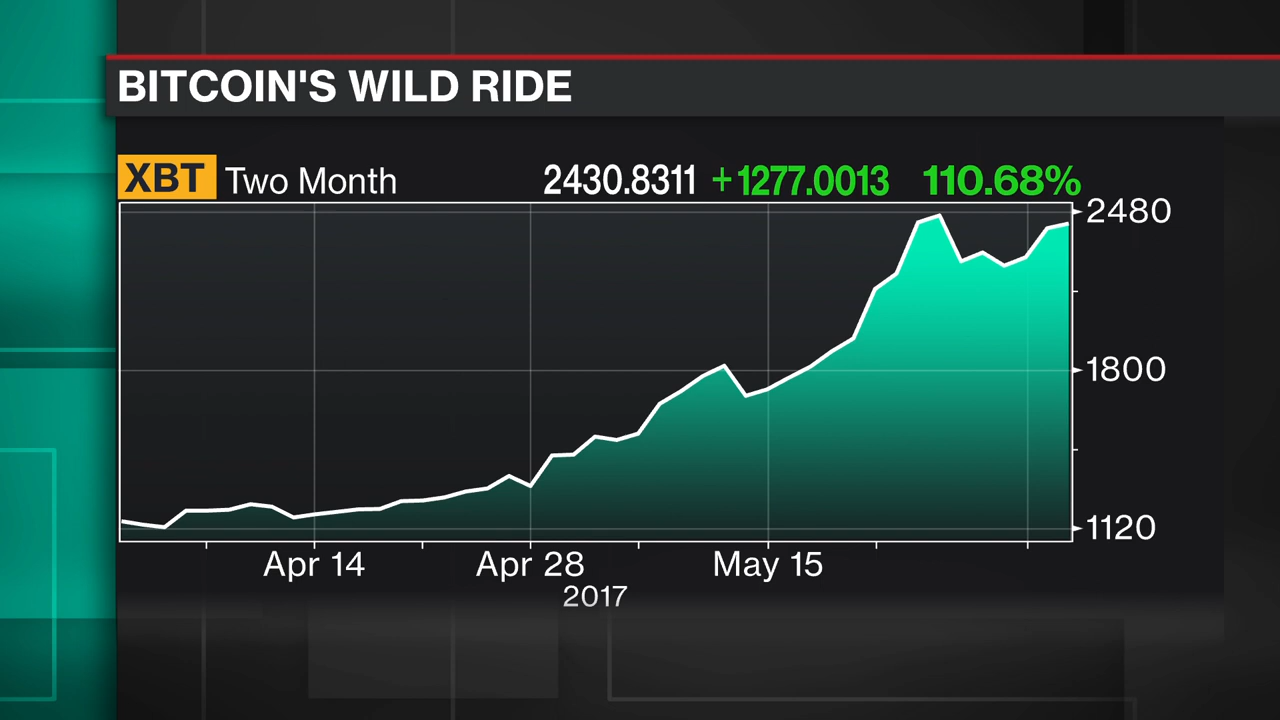 BITCOIN'S WILD RIDE
XBT Two Month 2430.8311 +1277.0013 110.68%
2480
1800
1120
Apr 14 Apr 28 May 15
2017